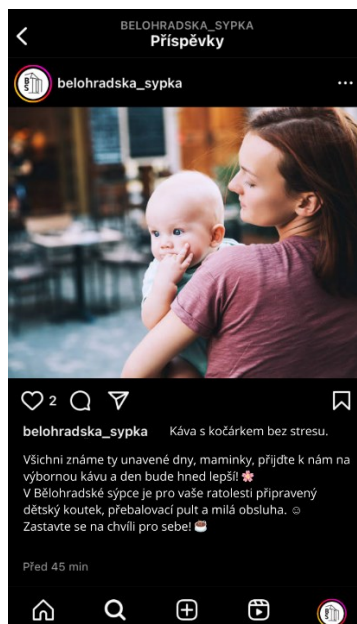 BELOHRADSKA_SYPKA
Příspěvky
BS
belohradska_sypka
2
belohradska_sypka Káva s kočárkem bez stresu.
Všichni známe ty unavené dny, maminky, přijďte k nám na
výbornou kávu a den bude hned lepší! 🌸
V Bělohradské sýpce je pro vaše ratolesti připravený
dětský koutek, přebalovací pult a milá obsluha. ☺
Zastavte se na chvíli pro sebe! ☕
Před 45 min
BS